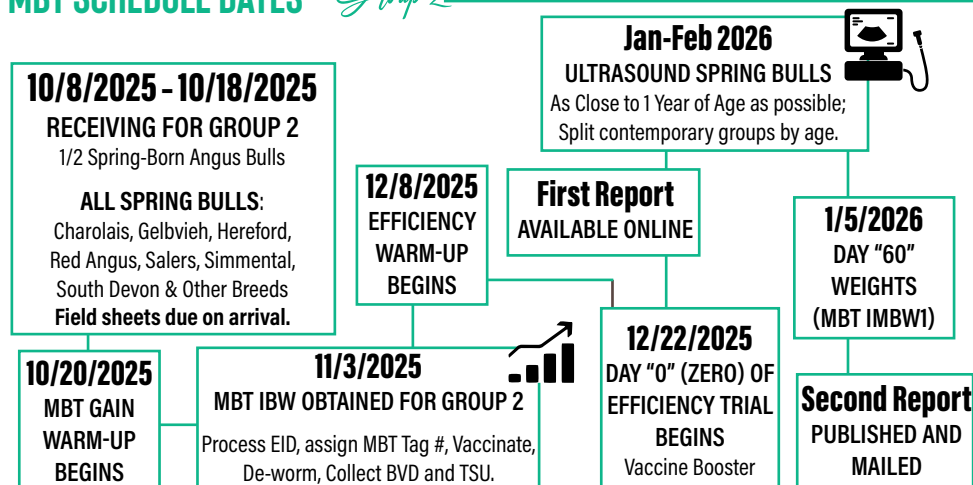 MBT SCHEDULE DATES
Group 2
10/8/2025 – 10/18/2025
RECEIVING FOR GROUP 2
1/2 Spring-Born Angus Bulls
ALL SPRING BULLS:
Charolais, Gelbvieh, Hereford,
Red Angus, Salers, Simmental,
South Devon & Other Breeds
Field sheets due on arrival.
10/20/2025
MBT GAIN
WARM-UP
BEGINS
11/3/2025
MBT IBW OBTAINED FOR GROUP 2
Process EID, assign MBT Tag #, Vaccinate,
De-worm, Collect BVD and TSU.
12/8/2025
EFFICIENCY
WARM-UP
BEGINS
First Report
AVAILABLE ONLINE
12/22/2025
DAY “0” (ZERO) OF
EFFICIENCY TRIAL
BEGINS
Vaccine Booster
Jan-Feb 2026
ULTRASOUND SPRING BULLS
As Close to 1 Year of Age as possible;
Split contemporary groups by age.
1/5/2026
DAY “60”
WEIGHTS
(MBT IMBW1)
Second Report
PUBLISHED AND
MAILED